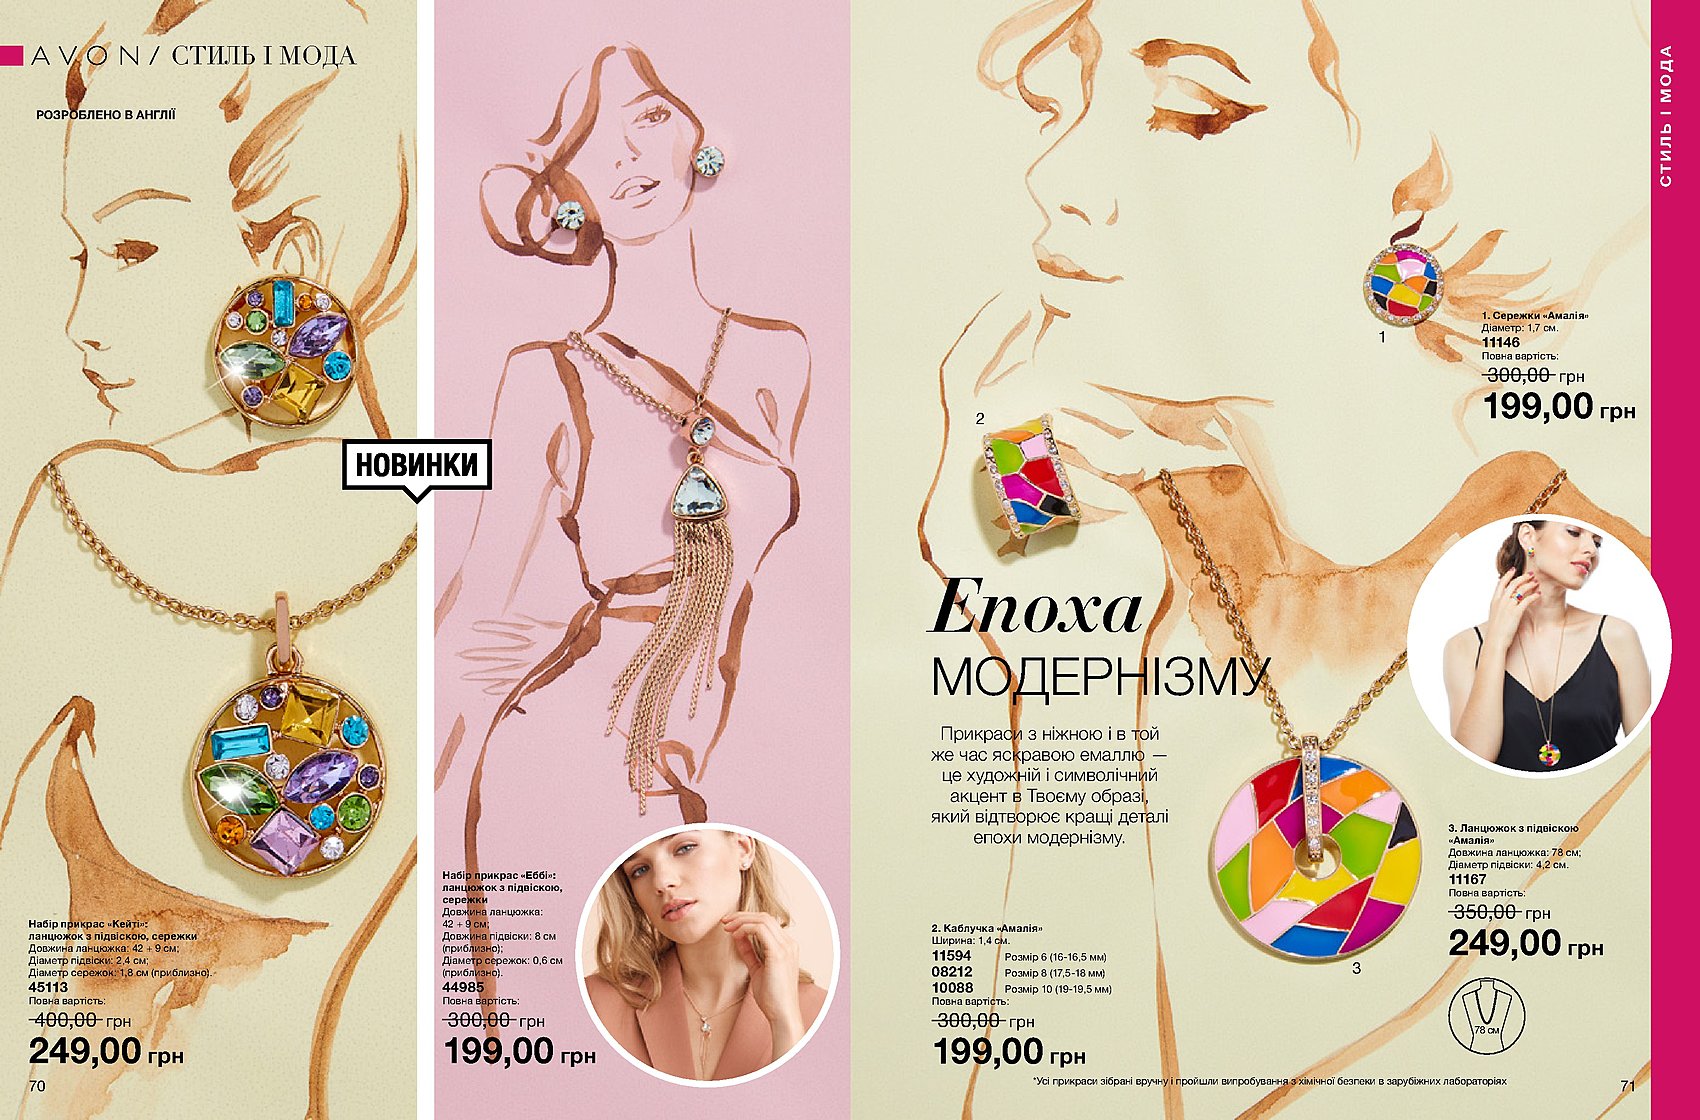 AVON / СТИЛЬ І МОДА
РОЗРОБЛЕНО В АНГЛІЇ
НОВИНКИ
Набір прикрас «Кейті»:
ланцюжок з підвіскою, сережки
Довжина ланцюжка: 42 + 9 см;
Діаметр підвіски: 2,4 см;
Діаметр сережок: 1,8 см (приблизно).
45113
Повна вартість:
400,00 грн
249,00 грн
70
Набір прикрас «Еббі»:
ланцюжок з підвіскою,
сережки
Довжина ланцюжка:
42 + 9 см;
Довжина підвіски: 8 см
(приблизно);
Діаметр сережок: 0,6 см
(приблизно).
44985
Повна вартість:
300,00 грн
199,00 грн
СТИЛЬ І МОДА
1
1. Сережки «Амалія»
Діаметр: 1,7 см.
11146
Повна вартість:
300,00 грн
199,00 грн
2
Епоха
МОДЕРНІЗМУ
Прикраси з ніжною і в той
же час яскравою емаллю —
це художній і символічний
акцент в Твоєму образі,
який відтворює кращі деталі
епохи модернізму.
2. Каблучка «Амалія»
Ширина: 1,4 см.
11594 Розмір 6 (16-16,5 мм)
08212 Розмір 8 (17,5-18 мм)
10088 Розмір 10 (19-19,5 мм)
Повна вартість:
300,00 грн
199,00 грн
3
3. Ланцюжок з підвіскою
«Амалія»
Довжина ланцюжка: 78 см;
Діаметр підвіски: 4,2 см.
11167
Повна вартість:
350,00 грн
249,00 грн
78 см
*Усі прикраси зібрані вручну і пройшли випробування з хімічної безпеки в зарубіжних лабораторіях
71